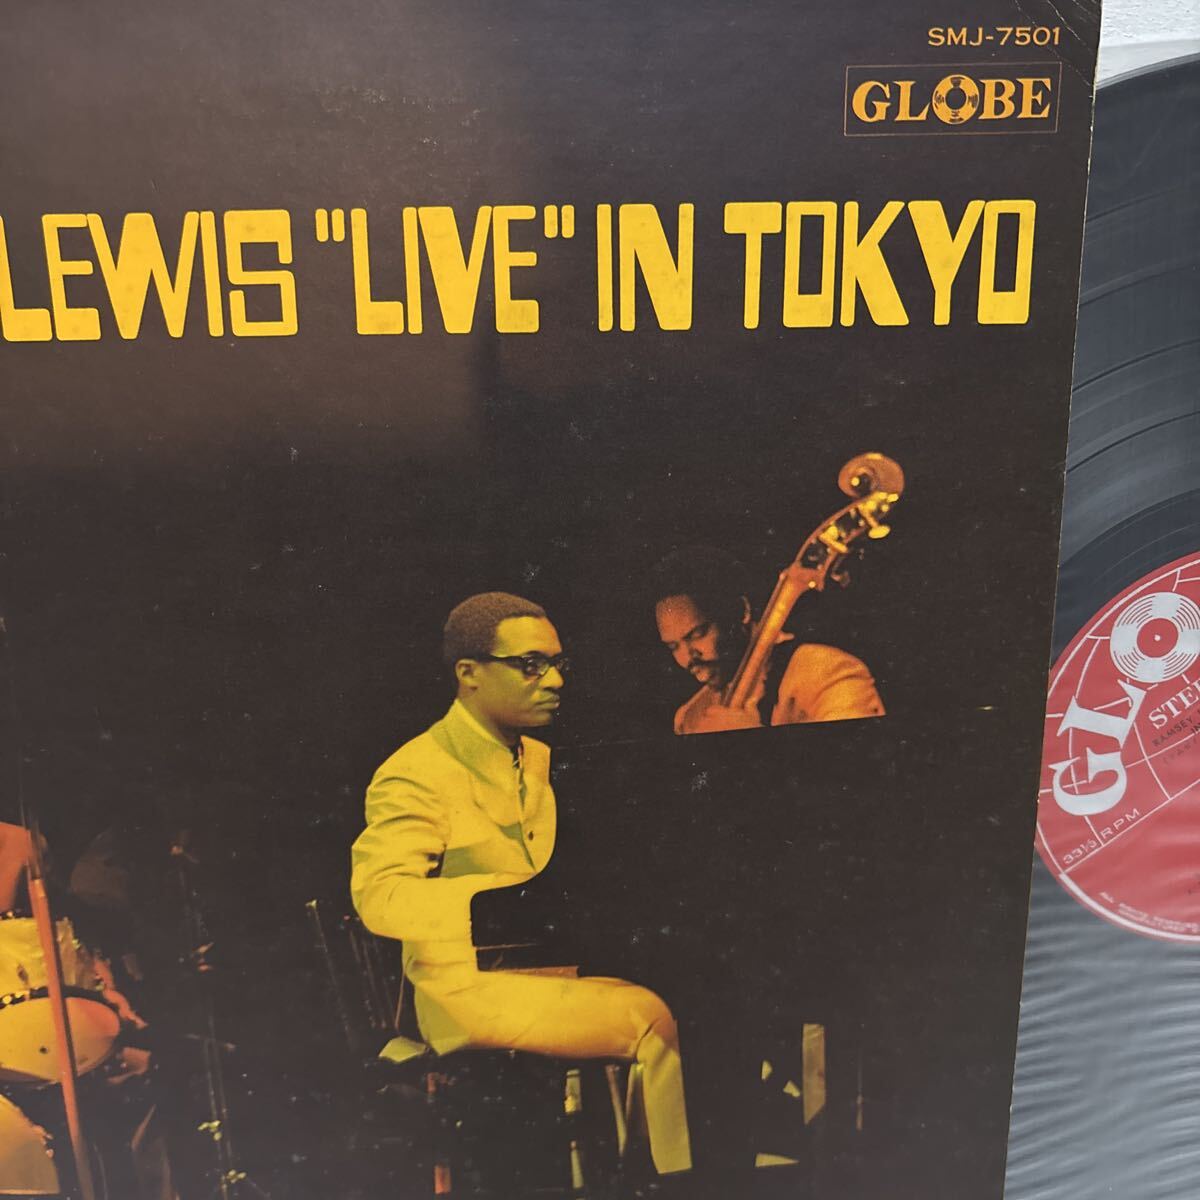 SMJ-7501
GLOBE
LEWIS "LIVE" IN TOKYO
GLO
STE
RAMSEY
33⅓ RPM